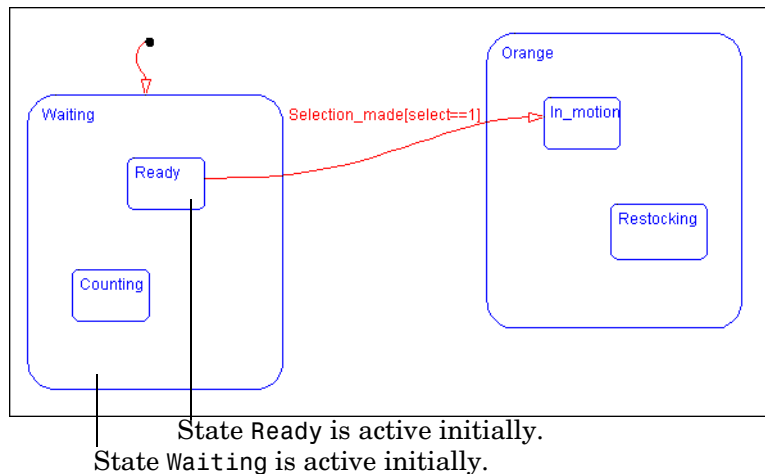 Orange
Waiting
Selection_made[select==1]
In_motion
Ready
Restocking
Counting
State Ready is active initially.
State Waiting is active initially.